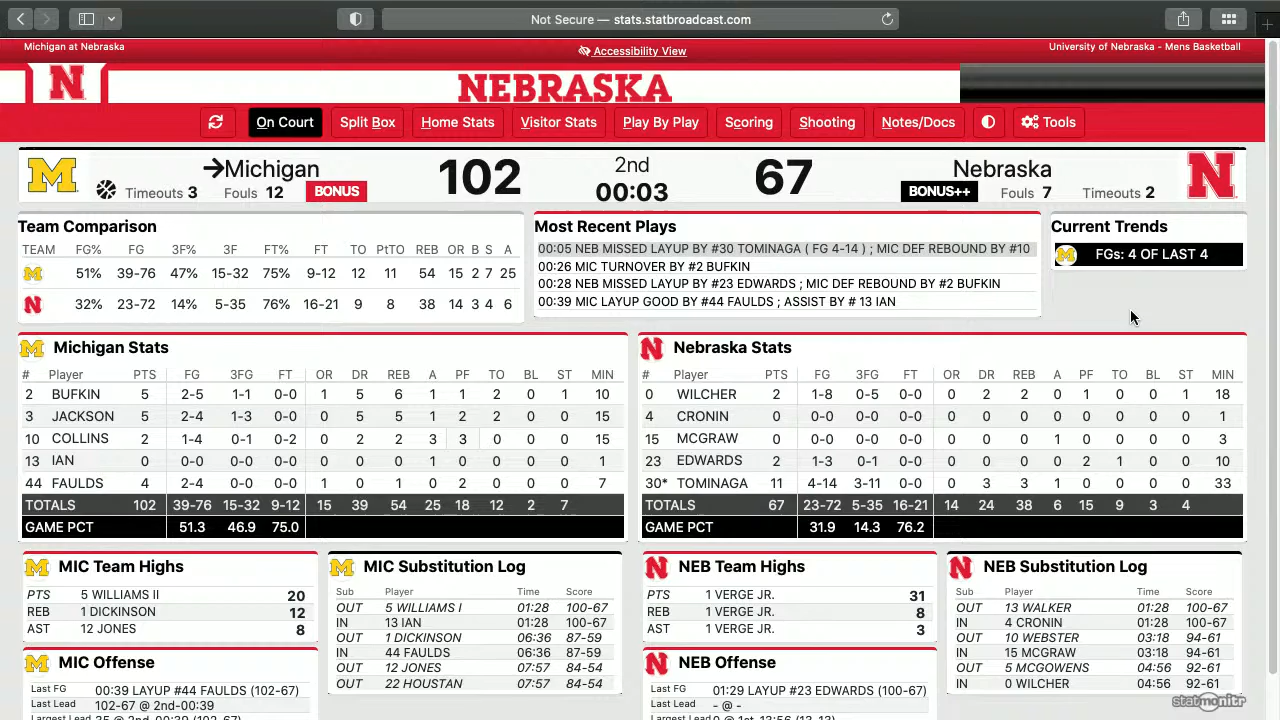 Not Secure — stats.statbroadcast.com
Michigan at Nebraska
Accessibility View
University of Nebraska - Mens Basketball
N
NEBRASKA
On Court Split Box Home Stats Visitor Stats Play By Play Scoring Shooting Notes/Docs Tools
M Michigan 102 2nd 67 Nebraska N
Timeouts 3 Fouls 12 BONUS 00:03 BONUS++ Fouls 7 Timeouts 2
Team Comparison
TEAM FG% FG 3F% 3F FT% FT TO PtTO REB OR B S A
M 51% 39-76 47% 15-32 75% 9-12 12 11 54 15 2 7 25
N 32% 23-72 14% 5-35 76% 16-21 9 8 38 14 3 4 6
Most Recent Plays
00:05 NEB MISSED LAYUP BY #30 TOMINAGA ( FG 4-14 ) ; MIC DEF REBOUND BY #10
00:26 MIC TURNOVER BY #2 BUFKIN
00:28 NEB MISSED LAYUP BY #23 EDWARDS ; MIC DEF REBOUND BY #2 BUFKIN
00:39 MIC LAYUP GOOD BY #44 FAULDS ; ASSIST BY # 13 IAN
Current Trends
M FGs: 4 OF LAST 4
M Michigan Stats
# Player PTS FG 3FG FT OR DR REB A PF TO BL ST MIN
2 BUFKIN 5 2-5 1-1 0-0 1 5 6 1 1 2 0 1 10
3 JACKSON 5 2-4 1-3 0-0 0 5 5 1 2 2 0 0 15
10 COLLINS 2 1-4 0-1 0-2 0 2 2 3 3 0 0 0 15
13 IAN 0 0-0 0-0 0-0 0 0 0 1 0 0 0 0 1
44 FAULDS 4 2-4 0-0 0-0 1 0 1 0 2 0 0 0 7
TOTALS 102 39-76 15-32 9-12 15 39 54 25 18 12 2 7
GAME PCT 51.3 46.9 75.0
N Nebraska Stats
# Player PTS FG 3FG FT OR DR REB A PF TO BL ST MIN
0 WILCHER 2 1-8 0-5 0-0 0 2 2 0 1 0 0 1 18
4 CRONIN 0 0-0 0-0 0-0 0 0 0 0 0 0 0 0 1
15 MCGRAW 0 0-0 0-0 0-0 0 0 0 1 0 0 0 0 3
23 EDWARDS 2 1-3 0-1 0-0 0 0 0 0 2 1 0 0 10
30* TOMINAGA 11 4-14 3-11 0-0 0 3 3 1 0 0 0 0 33
TOTALS 67 23-72 5-35 16-21 14 24 38 6 15 9 3 4
GAME PCT 31.9 14.3 76.2
M MIC Team Highs
PTS 5 WILLIAMS II 20
REB 1 DICKINSON 12
AST 12 JONES 8
M MIC Substitution Log
Sub Player Time Score
OUT 5 WILLIAMS I 01:28 100-67
IN 13 IAN 01:28 100-67
OUT 1 DICKINSON 06:36 87-59
IN 44 FAULDS 06:36 87-59
OUT 12 JONES 07:57 84-54
OUT 22 HOUSTAN 07:57 84-54
N NEB Team Highs
PTS 1 VERGE JR. 31
REB 1 VERGE JR. 8
AST 1 VERGE JR. 3
N NEB Substitution Log
Sub Player Time Score
OUT 13 WALKER 01:28 100-67
IN 4 CRONIN 01:28 100-67
OUT 10 WEBSTER 03:18 94-61
IN 15 MCGRAW 03:18 94-61
OUT 5 MCGOWENS 04:56 92-61
IN 0 WILCHER 04:56 92-61
M MIC Offense
Last FG 00:39 LAYUP #44 FAULDS (102-67)
Last Lead 102-67 @ 2nd-00:39
Largest Lead 35 @ 2nd-00:39 (102-67)
N NEB Offense
Last FG 01:29 LAYUP #23 EDWARDS (100-67)
Last Lead - @ -
Largest Lead 0 @ 1st-13:56 (13-13)
statmonitr